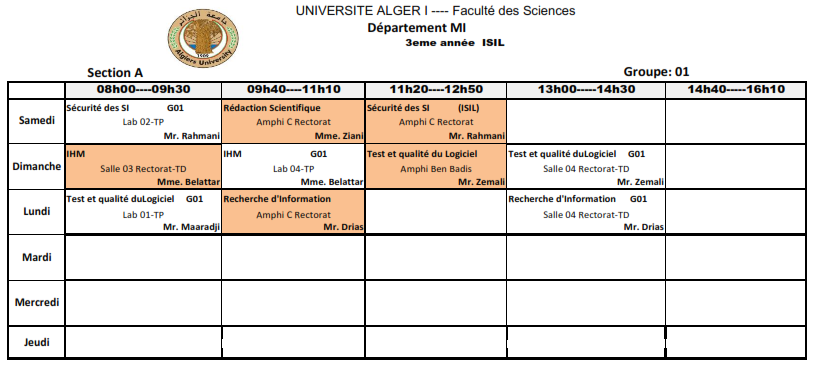 UNIVERSITE ALGER I ---- Faculté des Sciences
Département MI
3eme année ISIL
Algiers University
Section A
Groupe: 01
08h00----09h30 09h40----11h10 11h20----12h50 13h00-----14h30 14h40-----16h10
Samedi
Sécurité des SI G01
Lab 02-TP
Mr. Rahmani
Rédaction Scientifique
Amphi C Rectorat
Mme. Ziani
Sécurité des SI (ISIL)
Amphi C Rectorat
Mr. Rahmani
Dimanche
IHM
Salle 03 Rectorat-TD
Mme. Belattar
IHM G01
Lab 04-TP
Mme. Belattar
Test et qualité du Logiciel
Amphi Ben Badis
Mr. Zemali
Test et qualité duLogiciel G01
Salle 04 Rectorat-TD
Mr. Zemali
Lundi
Test et qualité duLogiciel G01
Lab 01-TP
Mr. Maaradji
Recherche d'Information
Amphi C Rectorat
Mr. Drias
Recherche d'Information G01
Salle 04 Rectorat-TD
Mr. Drias
Mardi
Mercredi
Jeudi